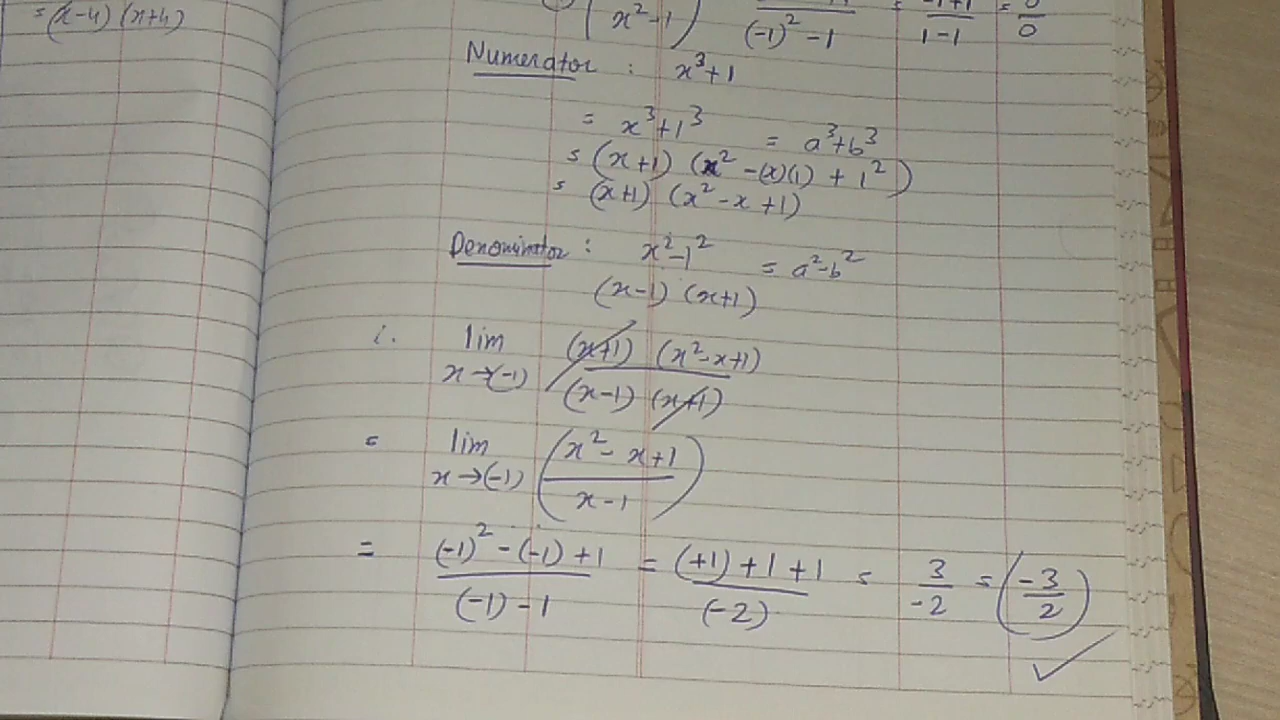 = (x-4) (x+4)
(x²-1) (-1)²-1 = -1+1/1-1 = 0/0
Numerator : x³+1
= x³+1³ = a³+b³
= (x+1) (x² -(x)(1) + 1²)
= (x+1) (x²-x+1)
Denominator : x²-1² = a²-b²
(x-1) (x+1)
i. lim x→(-1) (x+1) (x²-x+1) / (x-1) (x+1)
= lim x→(-1) (x²-x+1 / x-1)
= (-1)²-(-1)+1 / (-1)-1 = (+1)+1+1 / (-2) = 3/-2 = (-3/2)